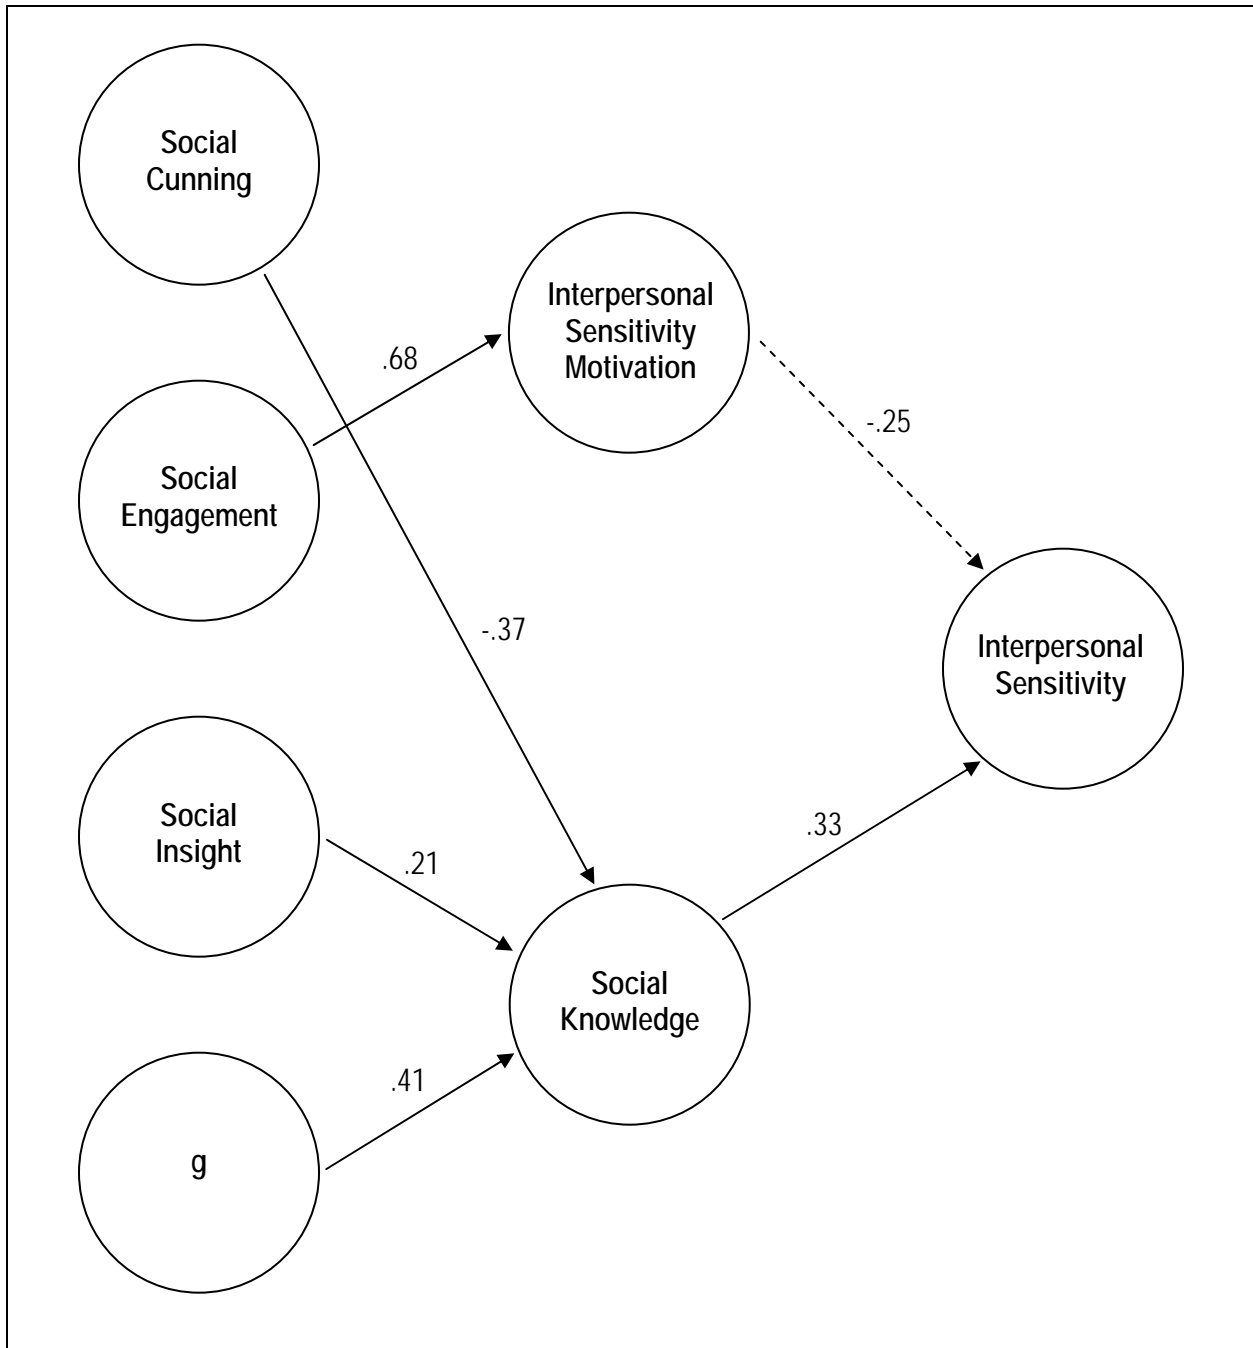 Social
Cunning
Interpersonal
Sensitivity
Motivation
.68
-.25
Social
Engagement
-.37
Interpersonal
Sensitivity
Social
Insight
.21
.33
Social
Knowledge
.41
g